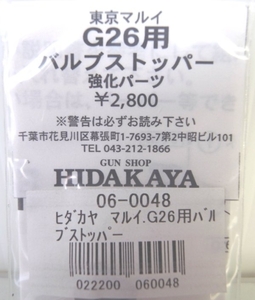 東京マルイ
G26用
バルブストッパー
強化パーツ
¥2,800
※警告は必ずお読み下さい
千葉市花見川区幕張町1-7693-7第2中昭ビル101
TEL 043-212-1866
GUN SHOP
HIDAKAYA
06-0048
ﾋﾀﾞｶﾔ ﾏﾙｲ.G26用ﾊﾞﾙ
ﾌﾞｽﾄｯﾊﾟｰ
022200 060048